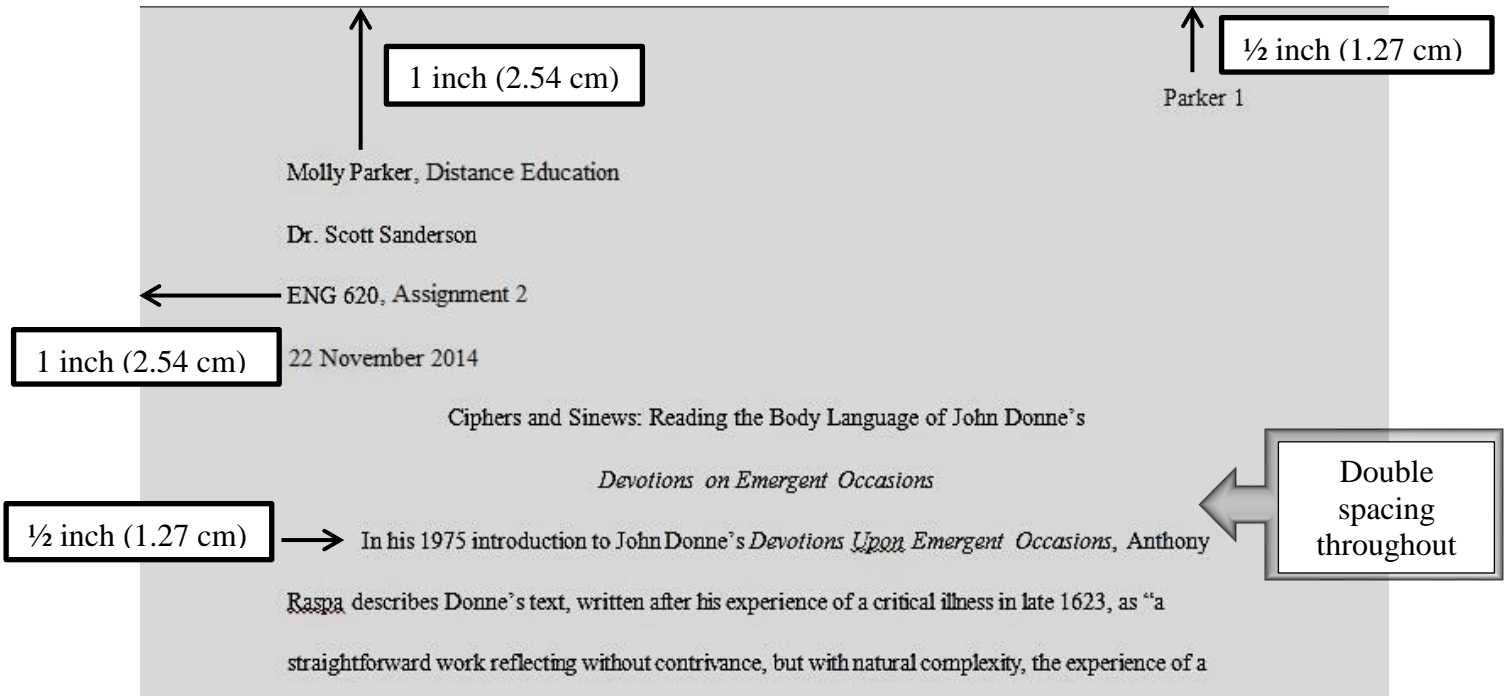 1 inch (2.54 cm)
½ inch (1.27 cm)
Parker 1
Molly Parker, Distance Education
Dr. Scott Sanderson
ENG 620, Assignment 2
1 inch (2.54 cm)
22 November 2014
Ciphers and Sinews: Reading the Body Language of John Donne’s
Devotions on Emergent Occasions
Double
spacing
throughout
½ inch (1.27 cm)
In his 1975 introduction to John Donne’s Devotions Upon Emergent Occasions, Anthony
Raspa describes Donne’s text, written after his experience of a critical illness in late 1623, as “a
straightforward work reflecting without contrivance, but with natural complexity, the experience of a